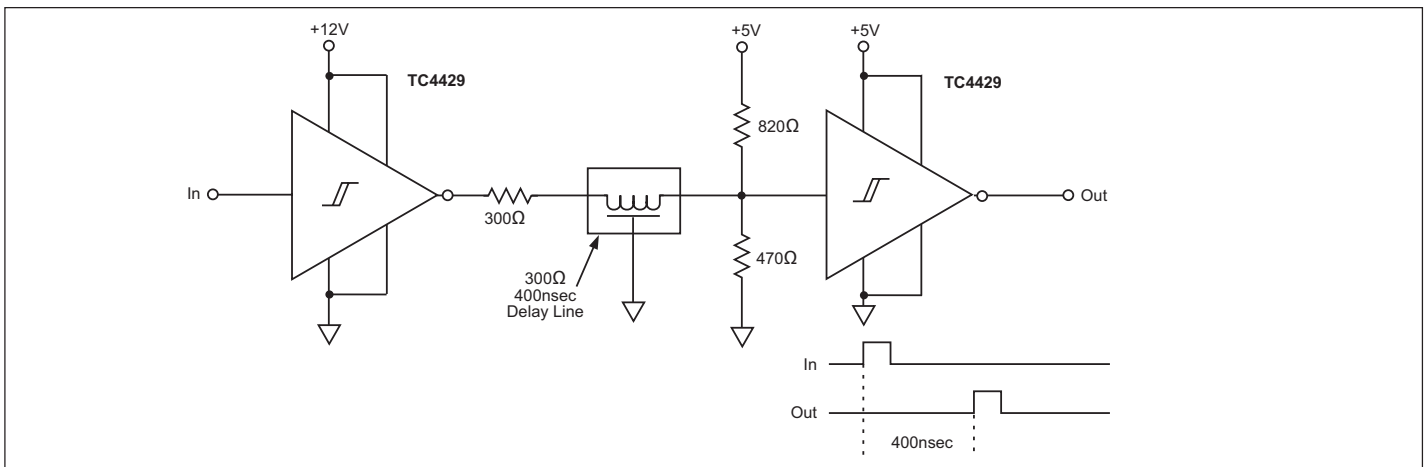 +12V
+5V
+5V
TC4429
TC4429
820Ω
In
300Ω
Out
470Ω
300Ω
400nsec
Delay Line
In
Out
400nsec